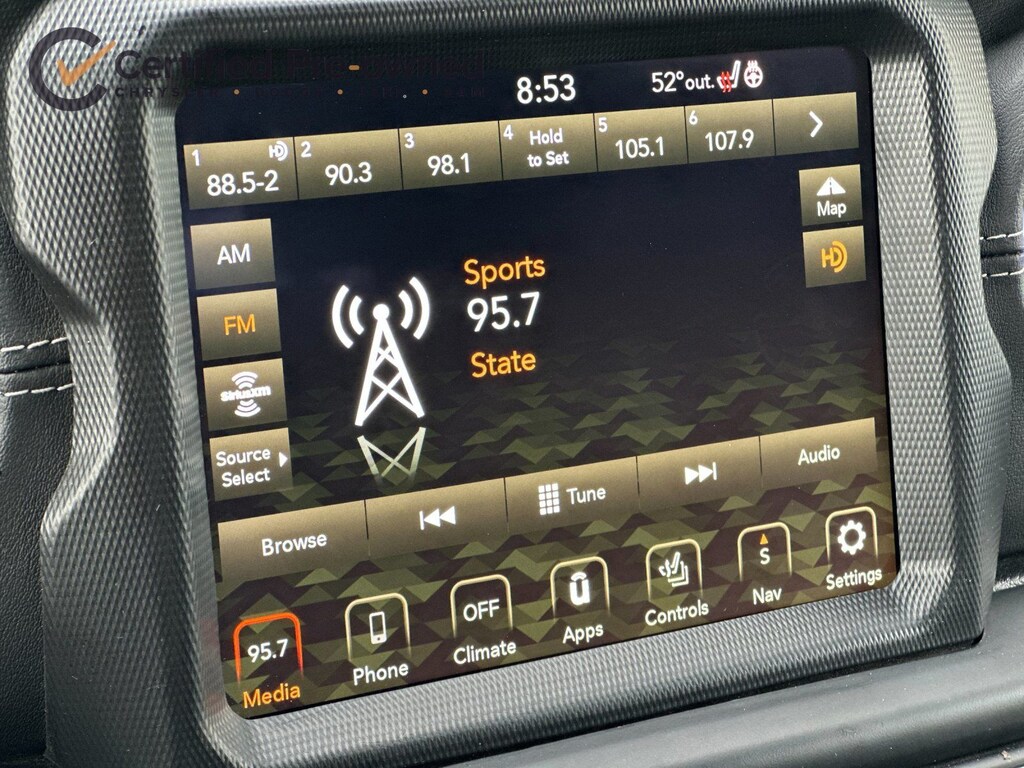 8:53
52° out.
1
HD
88.5-2
2
90.3
3
98.1
4
Hold
to Set
5
105.1
6
107.9
Map
HD
AM
FM
SiriusXM
Source
Select
Sports
95.7
State
Browse
Tune
Audio
95.7
Media
Phone
OFF
Climate
Apps
Controls
S
Nav
Settings